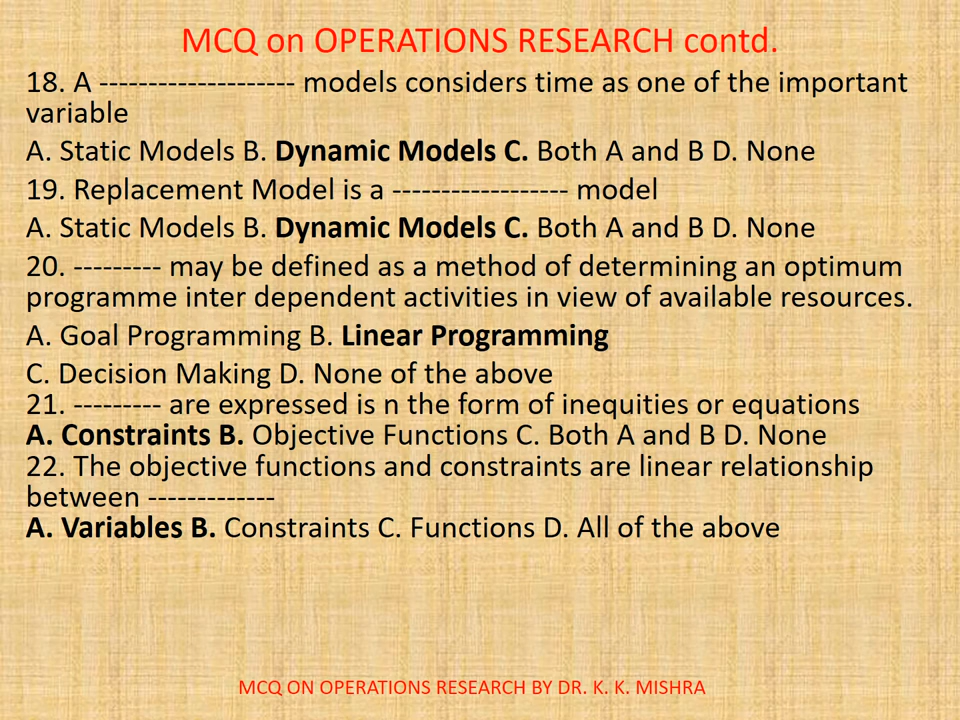 MCQ on OPERATIONS RESEARCH contd.
18. A -------------------- models considers time as one of the important
variable
A. Static Models B. Dynamic Models C. Both A and B D. None
19. Replacement Model is a ------------------ model
A. Static Models B. Dynamic Models C. Both A and B D. None
20. --------- may be defined as a method of determining an optimum
programme inter dependent activities in view of available resources.
A. Goal Programming B. Linear Programming
C. Decision Making D. None of the above
21. --------- are expressed is n the form of inequities or equations
A. Constraints B. Objective Functions C. Both A and B D. None
22. The objective functions and constraints are linear relationship
between -------------
A. Variables B. Constraints C. Functions D. All of the above
MCQ ON OPERATIONS RESEARCH BY DR. K. K. MISHRA